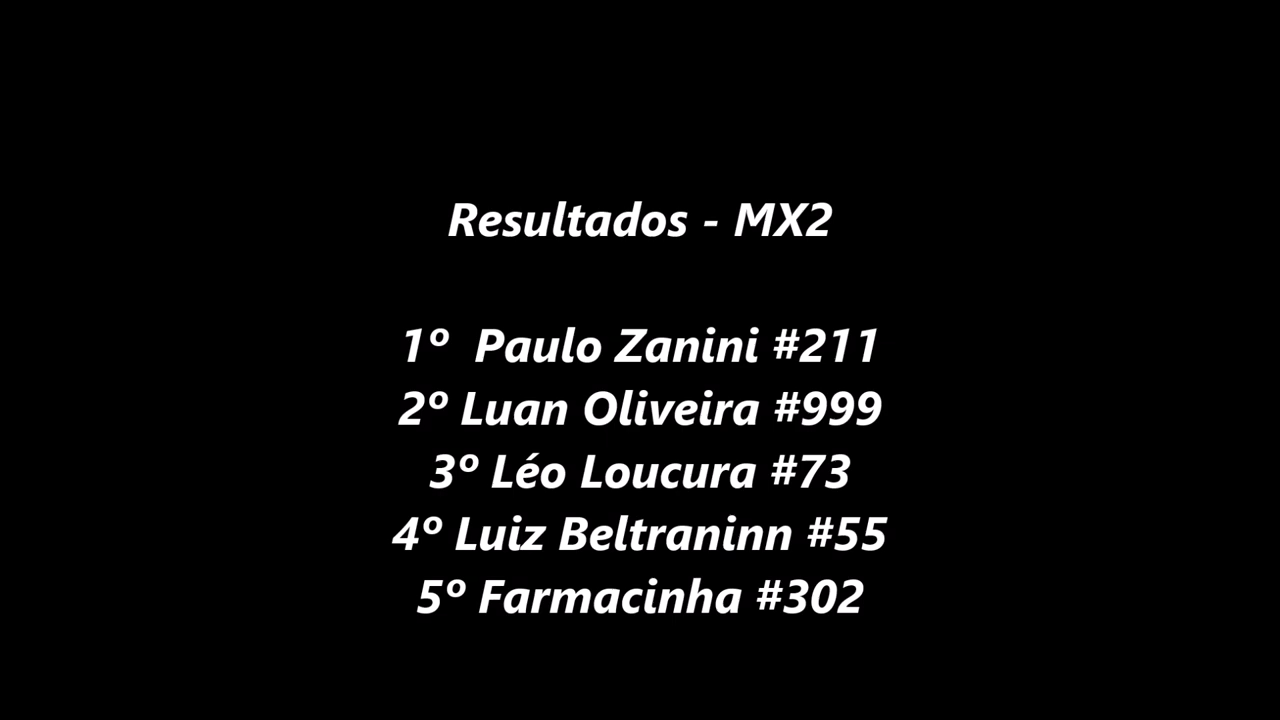 Resultados - MX2
1º  Paulo Zanini #211
2º Luan Oliveira #999
3º Léo Loucura #73
4º Luiz Beltraninn #55
5º Farmacinha #302